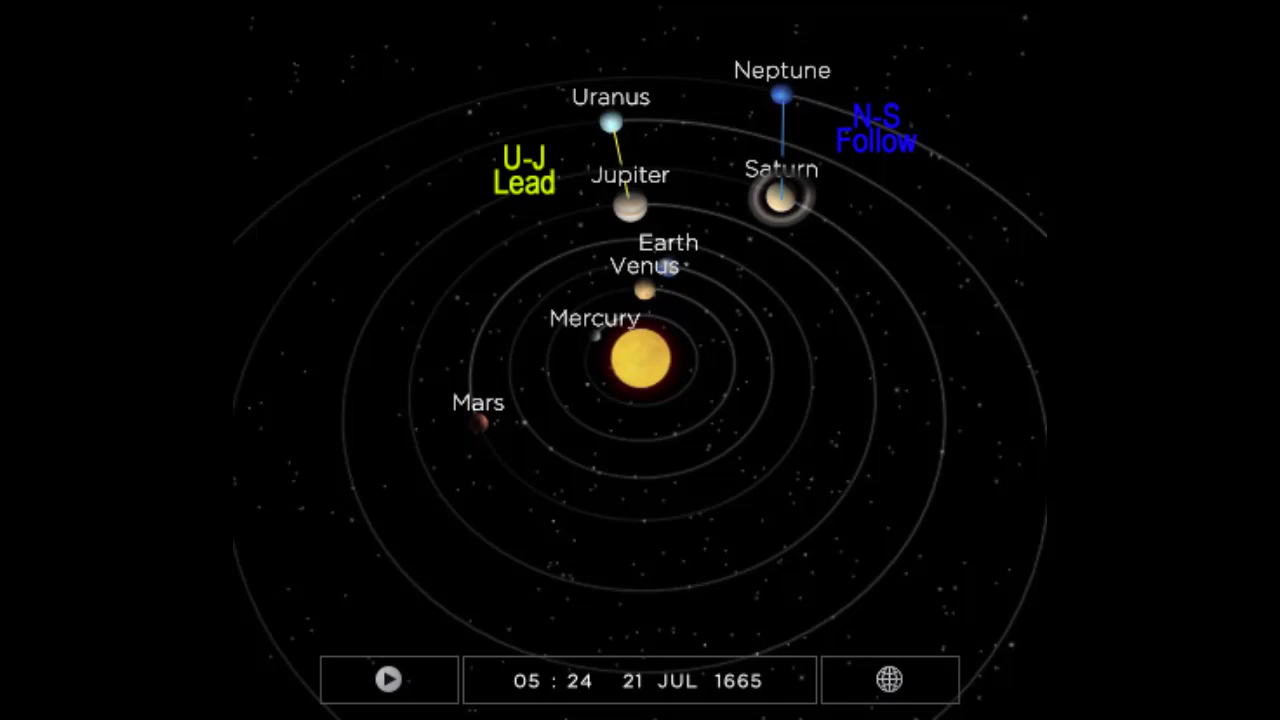 Neptune
Uranus
N-S
Follow
U-J
Lead
Saturn
Jupiter
Earth
Venus
Mercury
Mars
05 : 24 21 JUL 1665